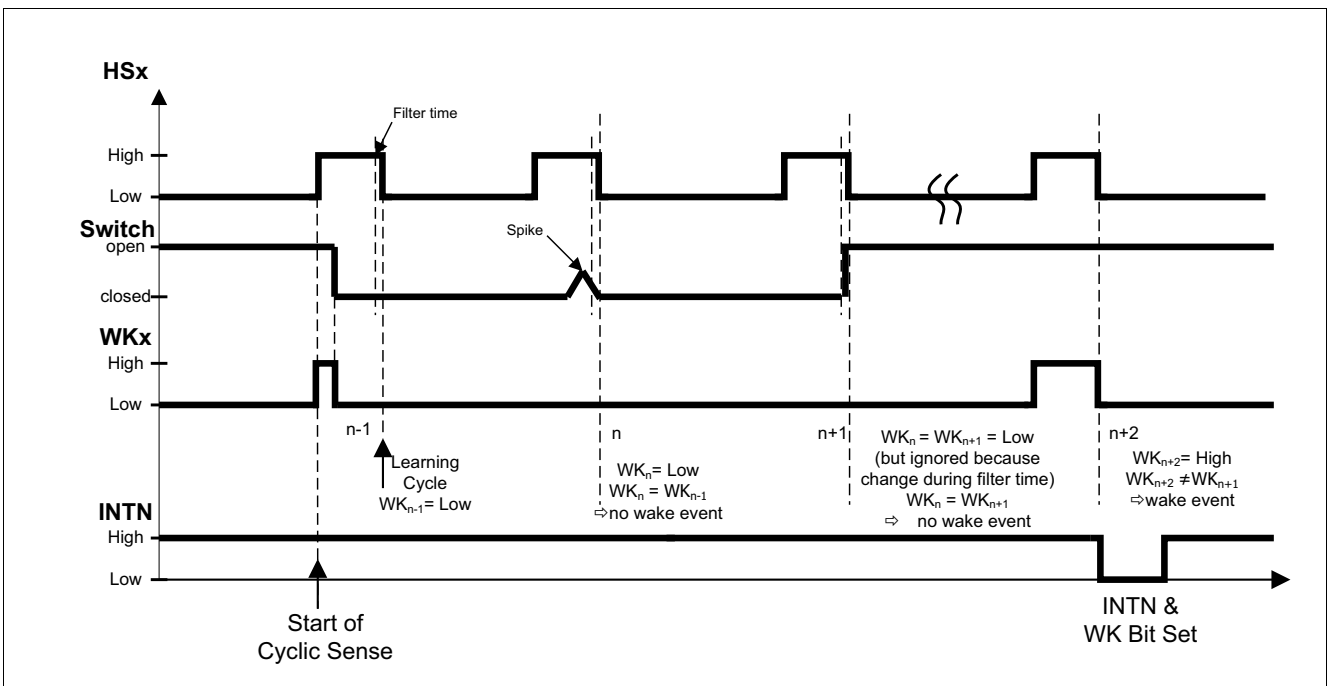 HSx
Filter time
High
Low
Switch
open
Spike
closed
WKx
High
Low
n-1
n
n+1
n+2
Learning
Cycle
WKn-1= Low
WKn= Low
WKn = WKn-1
⇨no wake event
WKn = WKn+1 = Low
(but ignored because
change during filter time)
WKn = WKn+1
⇨ no wake event
WKn+2= High
WKn+2 ≠WKn+1
⇨wake event
INTN
High
Low
Start of
Cyclic Sense
INTN &
WK Bit Set